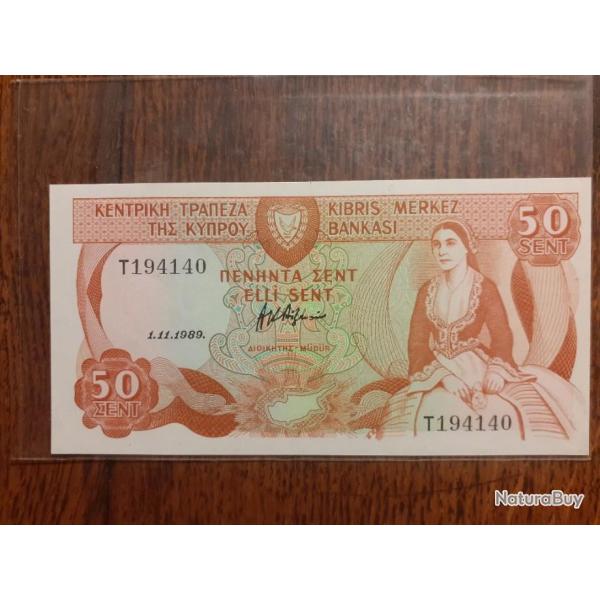 ΚΕΝΤΡΙΚΗ ΤΡΑΠΕΖΑ
ΤΗΣ ΚΥΠΡΟΥ
KIBRIS MERKEZ
BANKASI
50
SENT
T194140
ΠΕΝΗΝΤΑ ΣΕΝΤ
ELLİ SENT
1.11.1989.
ΔΙΟΙΚΗΤΗΣ - MÜDÜR
50
ΣΕΝΤ
T194140
NaturaBuy